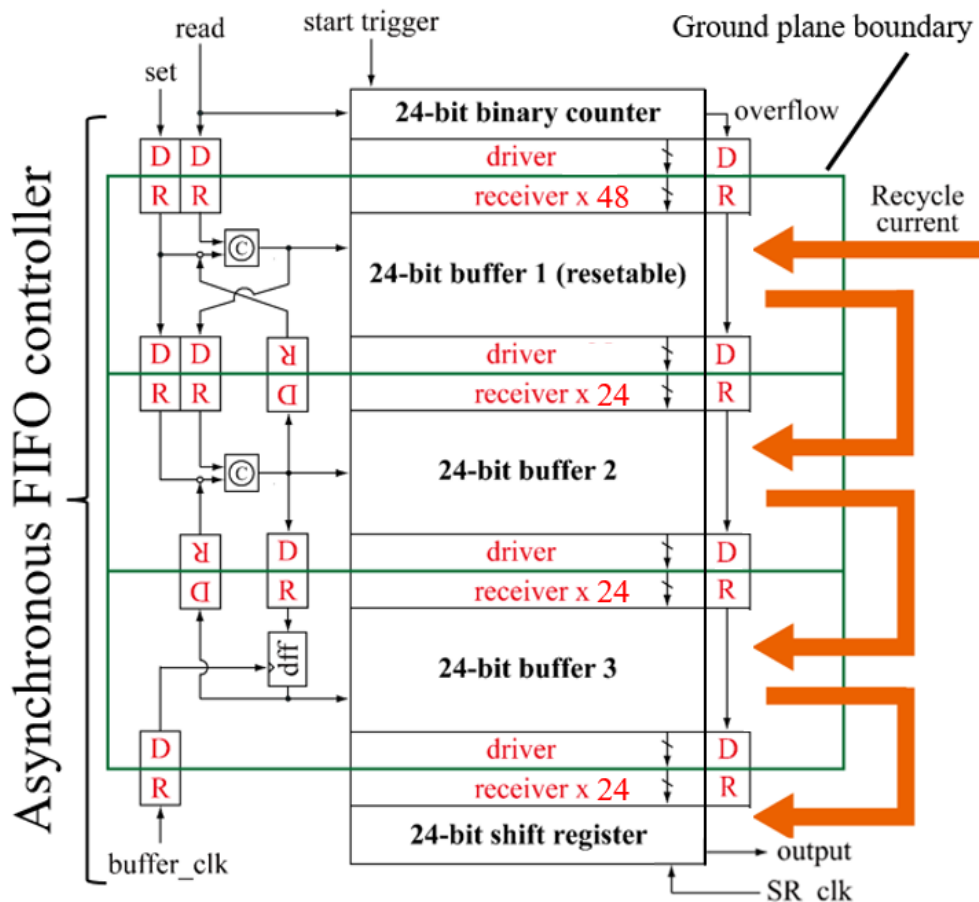 read
start trigger
Ground plane boundary
set
24-bit binary counter
overflow
D D
driver
D
R R
receiver x 48
R
Recycle
current
©
24-bit buffer 1 (resetable)
D D
R
driver
D
R R
D
receiver x 24
R
©
24-bit buffer 2
R
D
driver
D
D
R
receiver x 24
R
dff
24-bit buffer 3
D
driver
D
R
receiver x 24
R
24-bit shift register
buffer_clk
output
SR_clk
Asynchronous FIFO controller